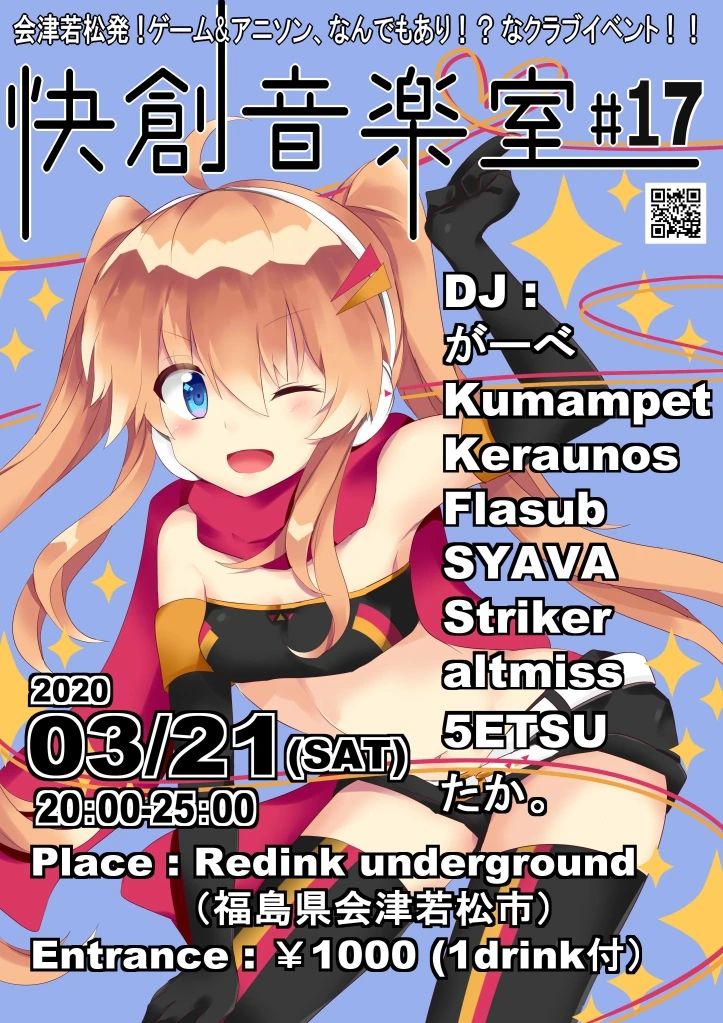 会津若松発！ゲーム&アニソン、なんでもあり！？なクラブイベント！！
快創音楽室 #17
DJ：
がーべ
Kumampet
Keraunos
Flasub
SYAVA
Striker
altmiss
5ETSU
たか。
2020
03/21(SAT)
20:00-25:00
Place : Redink underground
（福島県会津若松市）
Entrance : ￥1000 (1drink付)